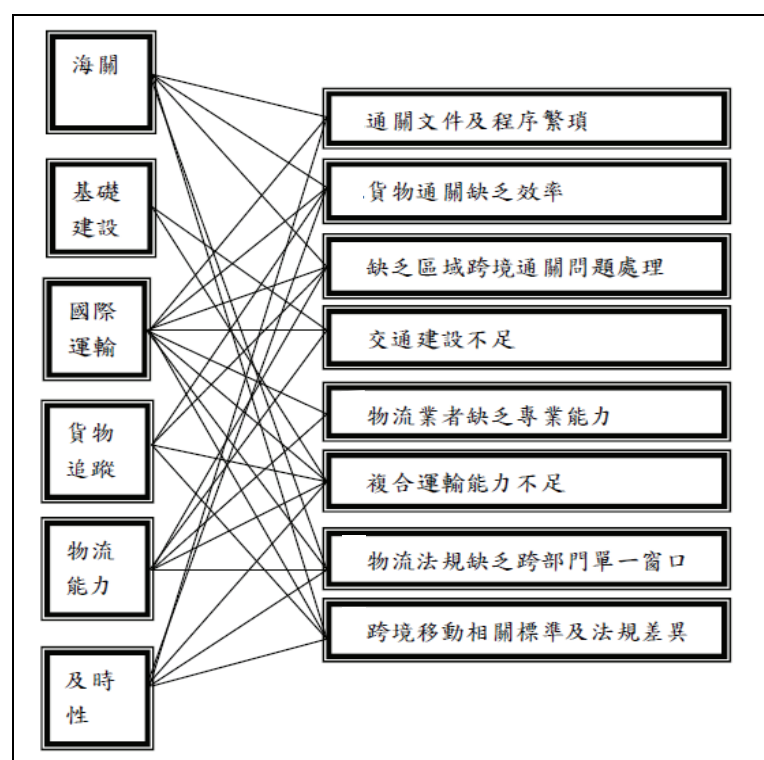 海關
基礎
建設
國際
運輸
貨物
追蹤
物流
能力
及時
性
通關文件及程序繁瑣
貨物通關缺乏效率
缺乏區域跨境通關問題處理
交通建設不足
物流業者缺乏專業能力
複合運輸能力不足
物流法規缺乏跨部門單一窗口
跨境移動相關標準及法規差異